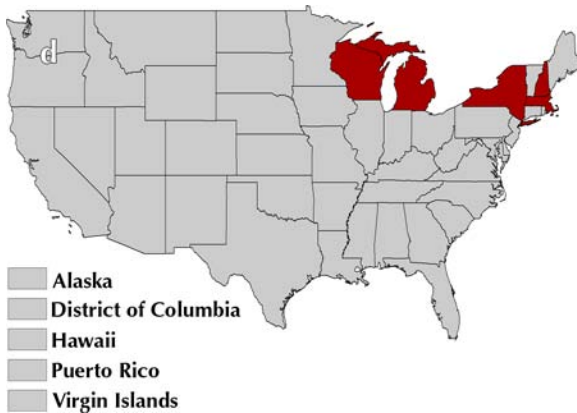 d
Alaska
District of Columbia
Hawaii
Puerto Rico
Virgin Islands